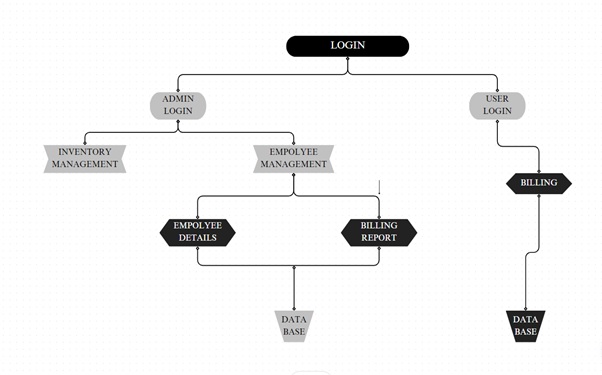 LOGIN
ADMIN
LOGIN
USER
LOGIN
INVENTORY
MANAGEMENT
EMPOLYEE
MANAGEMENT
BILLING
EMPOLYEE
DETAILS
BILLING
REPORT
DATA
BASE
DATA
BASE